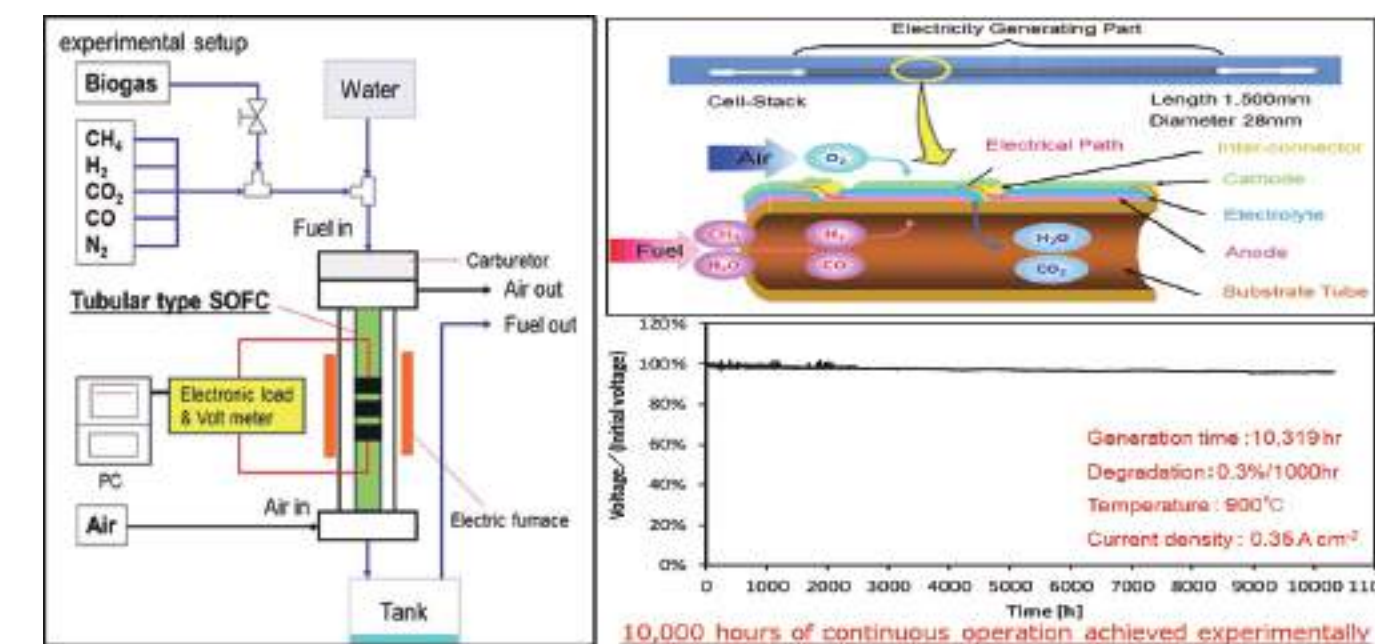 experimental setup
Biogas
Water
CH₄
H₂
CO₂
CO
N₂
Fuel in
Carburetor
Air out
Tubular type SOFC
Fuel out
Electronic load
& Volt meter
PC
Air in
Air
Electric furnace
Tank
Electricity Generating Part
Cell-Stack
Length 1.500mm
Diameter 28mm
Electrical Path
Inter-connector
Air
O₂
Cathode
Electrolyte
Fuel
CH₄
H₂
H₂O
H₂O
CO
CO₂
Anode
Substrate Tube
120%
100%
80%
60%
40%
20%
0%
Voltage/(Initial voltage)
Generation time : 10,319 hr
Degradation : 0.3%/1000hr
Temperature : 900°C
Current density : 0.35 A cm⁻²
0 1000 2000 3000 4000 5000 6000 7000 8000 9000 10000 110
Time [h]
10,000 hours of continuous operation achieved experimentally